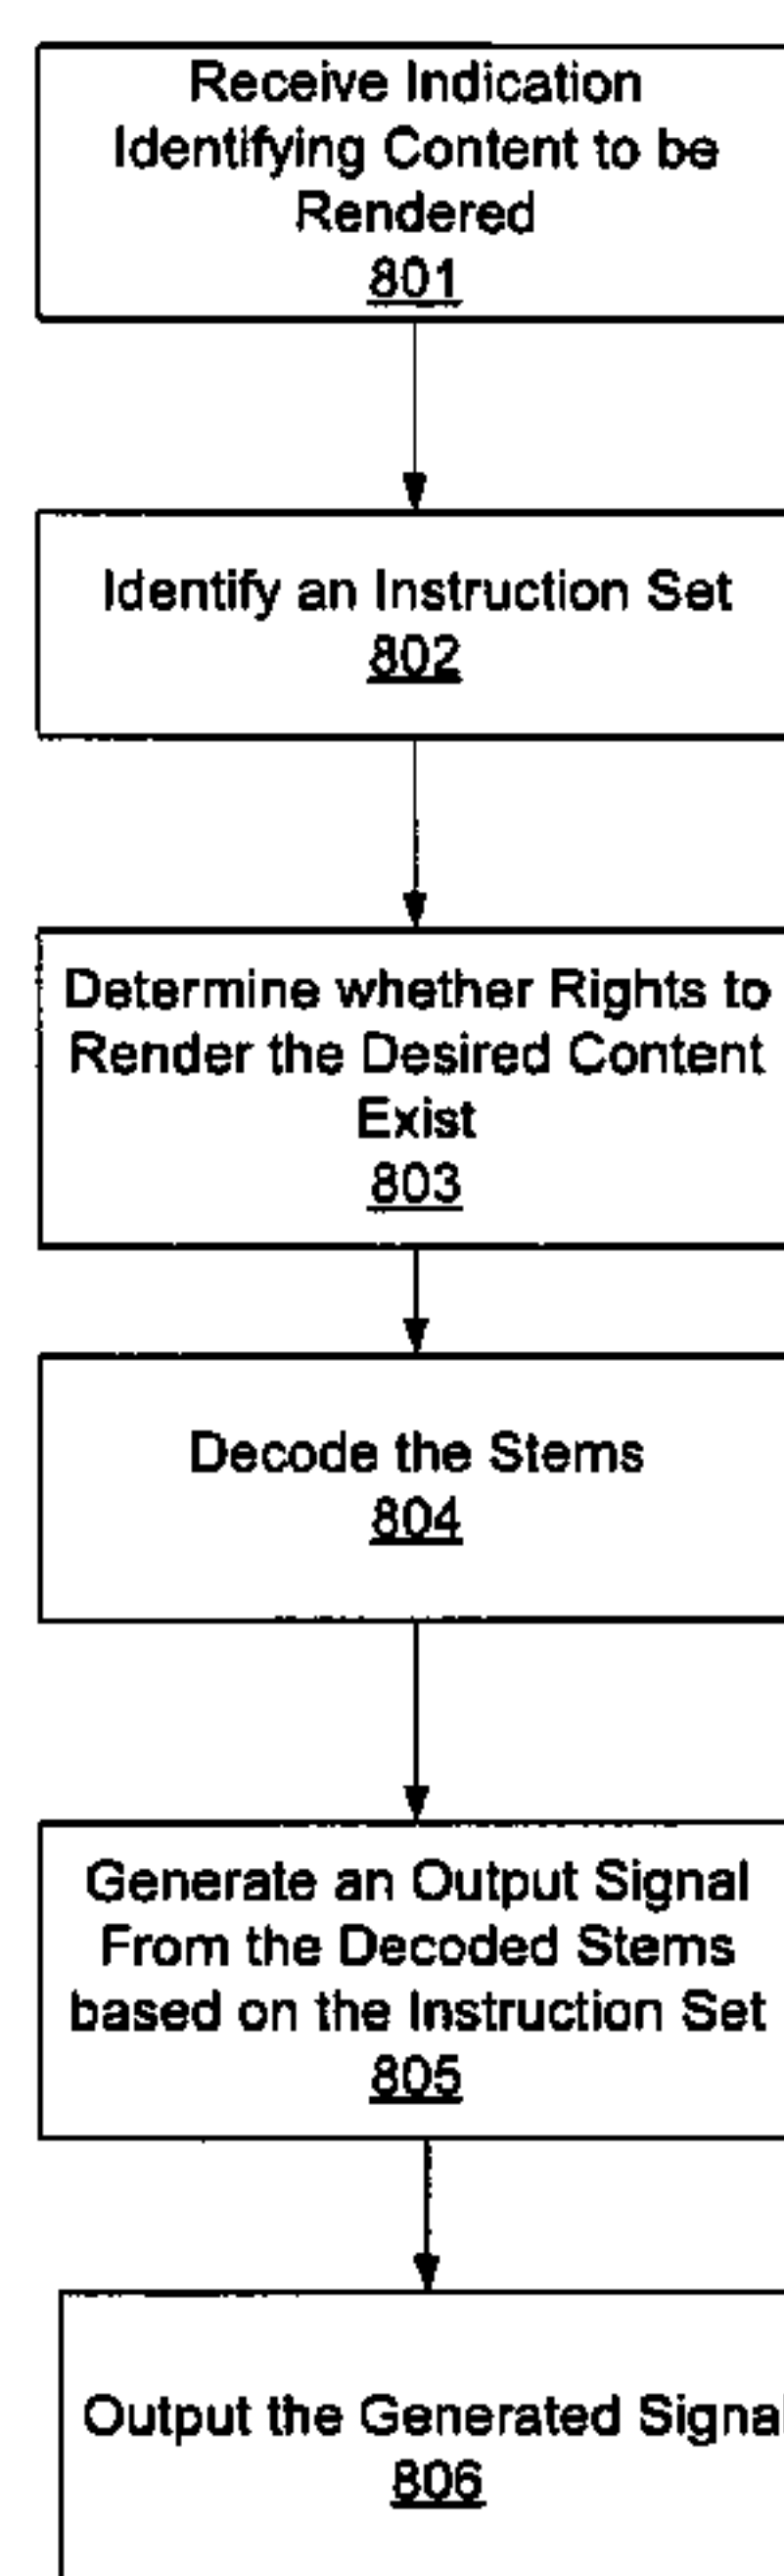 Receive Indication
Identifying Content to be
Rendered
801
Identify an Instruction Set
802
Determine whether Rights to
Render the Desired Content
Exist
803
Decode the Stems
804
Generate an Output Signal
From the Decoded Stems
based on the Instruction Set
805
Output the Generated Signal
806